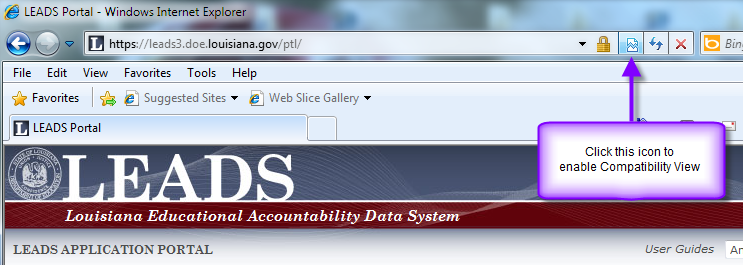 LEADS Portal - Windows Internet Explorer
https://leads3.doe.louisiana.gov/ptl/
Bing
File Edit View Favorites Tools Help
Favorites Suggested Sites Web Slice Gallery
LEADS Portal
Click this icon to
enable Compatibility View
LEADS
Louisiana Educational Accountability Data System
LEADS APPLICATION PORTAL
User Guides An